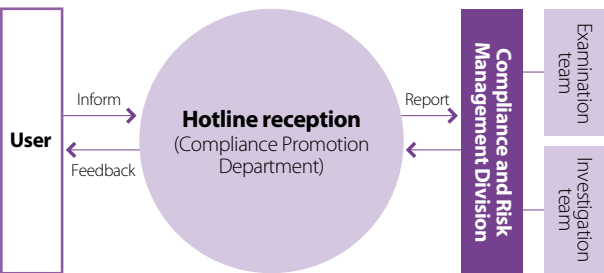 User
Inform
Feedback
Hotline reception
(Compliance Promotion
Department)
Report
Compliance and Risk
Management Division
Examination
team
Investigation
team